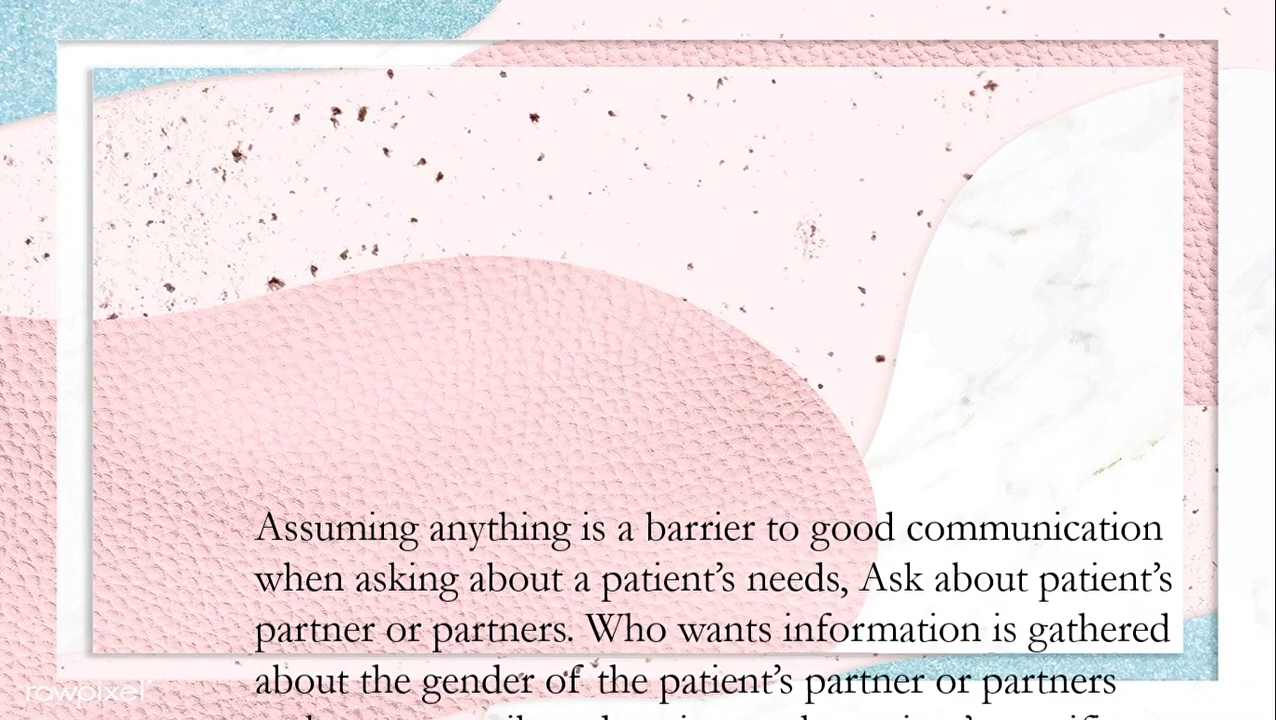 Assuming anything is a barrier to good communication
when asking about a patient’s needs, Ask about patient’s
partner or partners. Who wants information is gathered
about the gender of the patient’s partner or partners
rawpixel